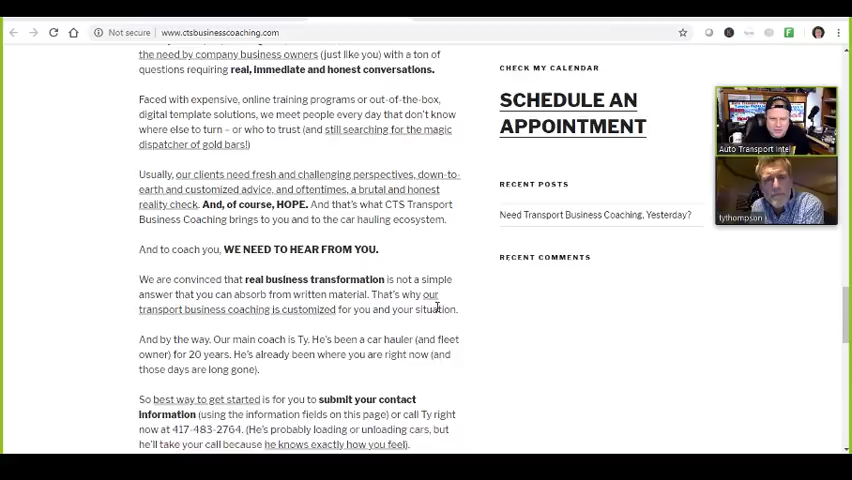 Not secure www.ctsbusinesscoaching.com
the need by company business owners (just like you) with a ton of
questions requiring real, immediate and honest conversations.
Faced with expensive, online training programs or out-of-the-box,
digital template solutions, we meet people every day that don't know
where else to turn – or who to trust (and still searching for the magic
dispatcher of gold bars!)
Usually, our clients need fresh and challenging perspectives, down-to-
earth and customized advice, and oftentimes, a brutal and honest
reality check. And, of course, HOPE. And that's what CTS Transport
Business Coaching brings to you and to the car hauling ecosystem.
And to coach you, WE NEED TO HEAR FROM YOU.
We are convinced that real business transformation is not a simple
answer that you can absorb from written material. That's why our
transport business coaching is customized for you and your situation.
And by the way. Our main coach is Ty. He's been a car hauler (and fleet
owner) for 20 years. He's already been where you are right now (and
those days are long gone).
So best way to get started is for you to submit your contact
information (using the information fields on this page) or call Ty right
now at 417-483-2764. (He's probably loading or unloading cars, but
he'll take your call because he knows exactly how you feel).
CHECK MY CALENDAR
SCHEDULE AN
APPOINTMENT
RECENT POSTS
Need Transport Business Coaching, Yesterday?
RECENT COMMENTS
Auto Transport Intel
tythompson